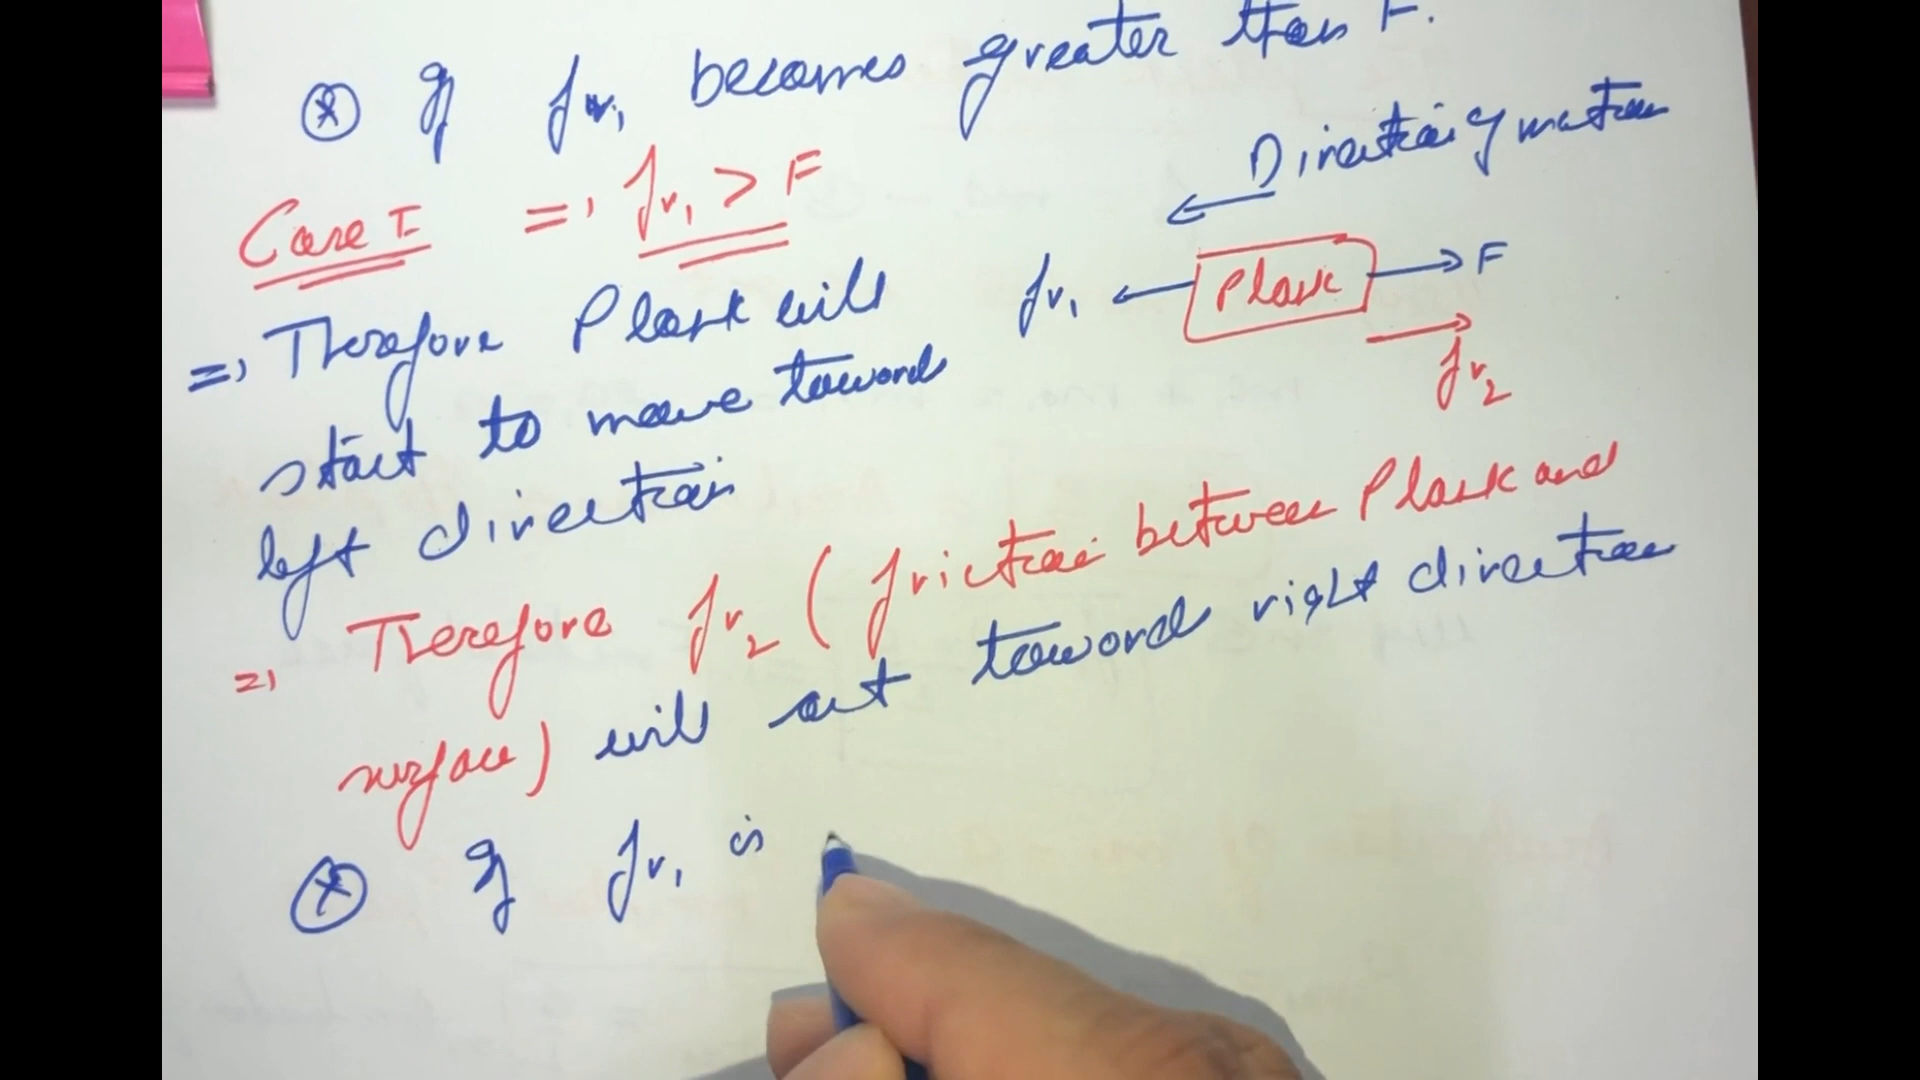 ⊛ If fr₁ becomes greater than F.
Direction of motion
Case I => fr₁ > F
fr₁ Plank F
fr₂
=> Therefore Plank will
start to move toward
left direction
=> Therefore fr₂ (friction between Plank and
surface) will act toward right direction
⊛ If fr₁ is